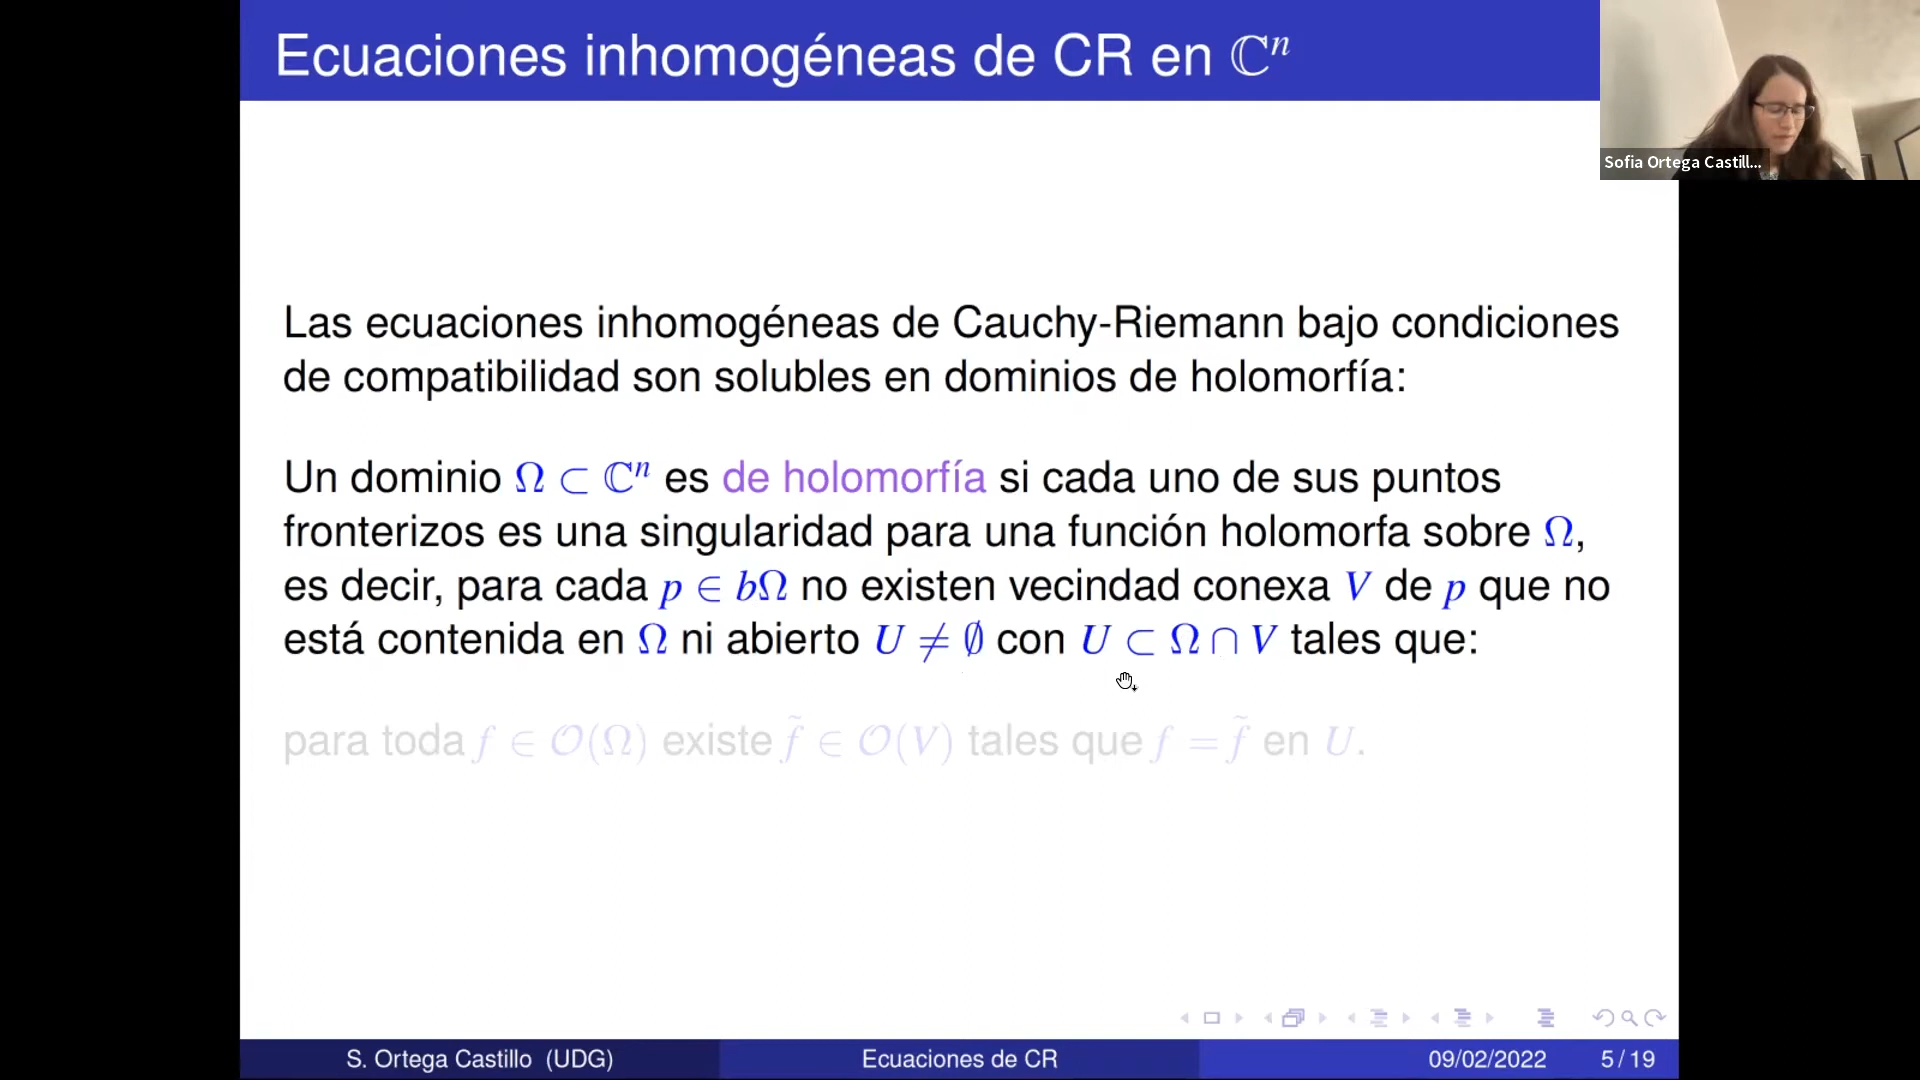 Ecuaciones inhomogéneas de CR en ℂⁿ
Sofia Ortega Castill...
Las ecuaciones inhomogéneas de Cauchy-Riemann bajo condiciones
de compatibilidad son solubles en dominios de holomorfía:
Un dominio Ω ⊂ ℂⁿ es de holomorfía si cada uno de sus puntos
fronterizos es una singularidad para una función holomorfa sobre Ω,
es decir, para cada p ∈ bΩ no existen vecindad conexa V de p que no
está contenida en Ω ni abierto U ≠ ∅ con U ⊂ Ω ∩ V tales que:
para toda f ∈ 𝒪(Ω) existe f̃ ∈ 𝒪(V) tales que f = f̃ en U.
S. Ortega Castillo (UDG) Ecuaciones de CR 09/02/2022 5 / 19